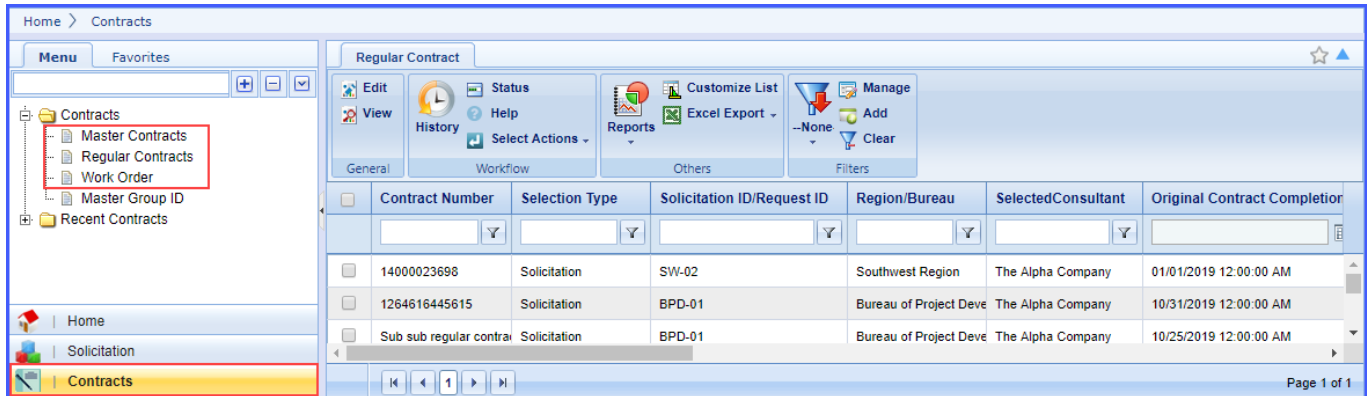 Home > Contracts
Menu Favorites
Contracts
Master Contracts
Regular Contracts
Work Order
Master Group ID
Recent Contracts
| Home
| Solicitation
| Contracts
Regular Contract
Edit
View
General
History
Status
Help
Select Actions
Workflow
Reports
Customize List
Excel Export
Others
--None
Manage
Add
Clear
Filters
Contract Number Selection Type Solicitation ID/Request ID Region/Bureau SelectedConsultant Original Contract Completion
14000023698 Solicitation SW-02 Southwest Region The Alpha Company 01/01/2019 12:00:00 AM
1264616445615 Solicitation BPD-01 Bureau of Project Deve The Alpha Company 10/31/2019 12:00:00 AM
Sub sub regular contra Solicitation BPD-01 Bureau of Project Deve The Alpha Company 10/25/2019 12:00:00 AM
1
Page 1 of 1